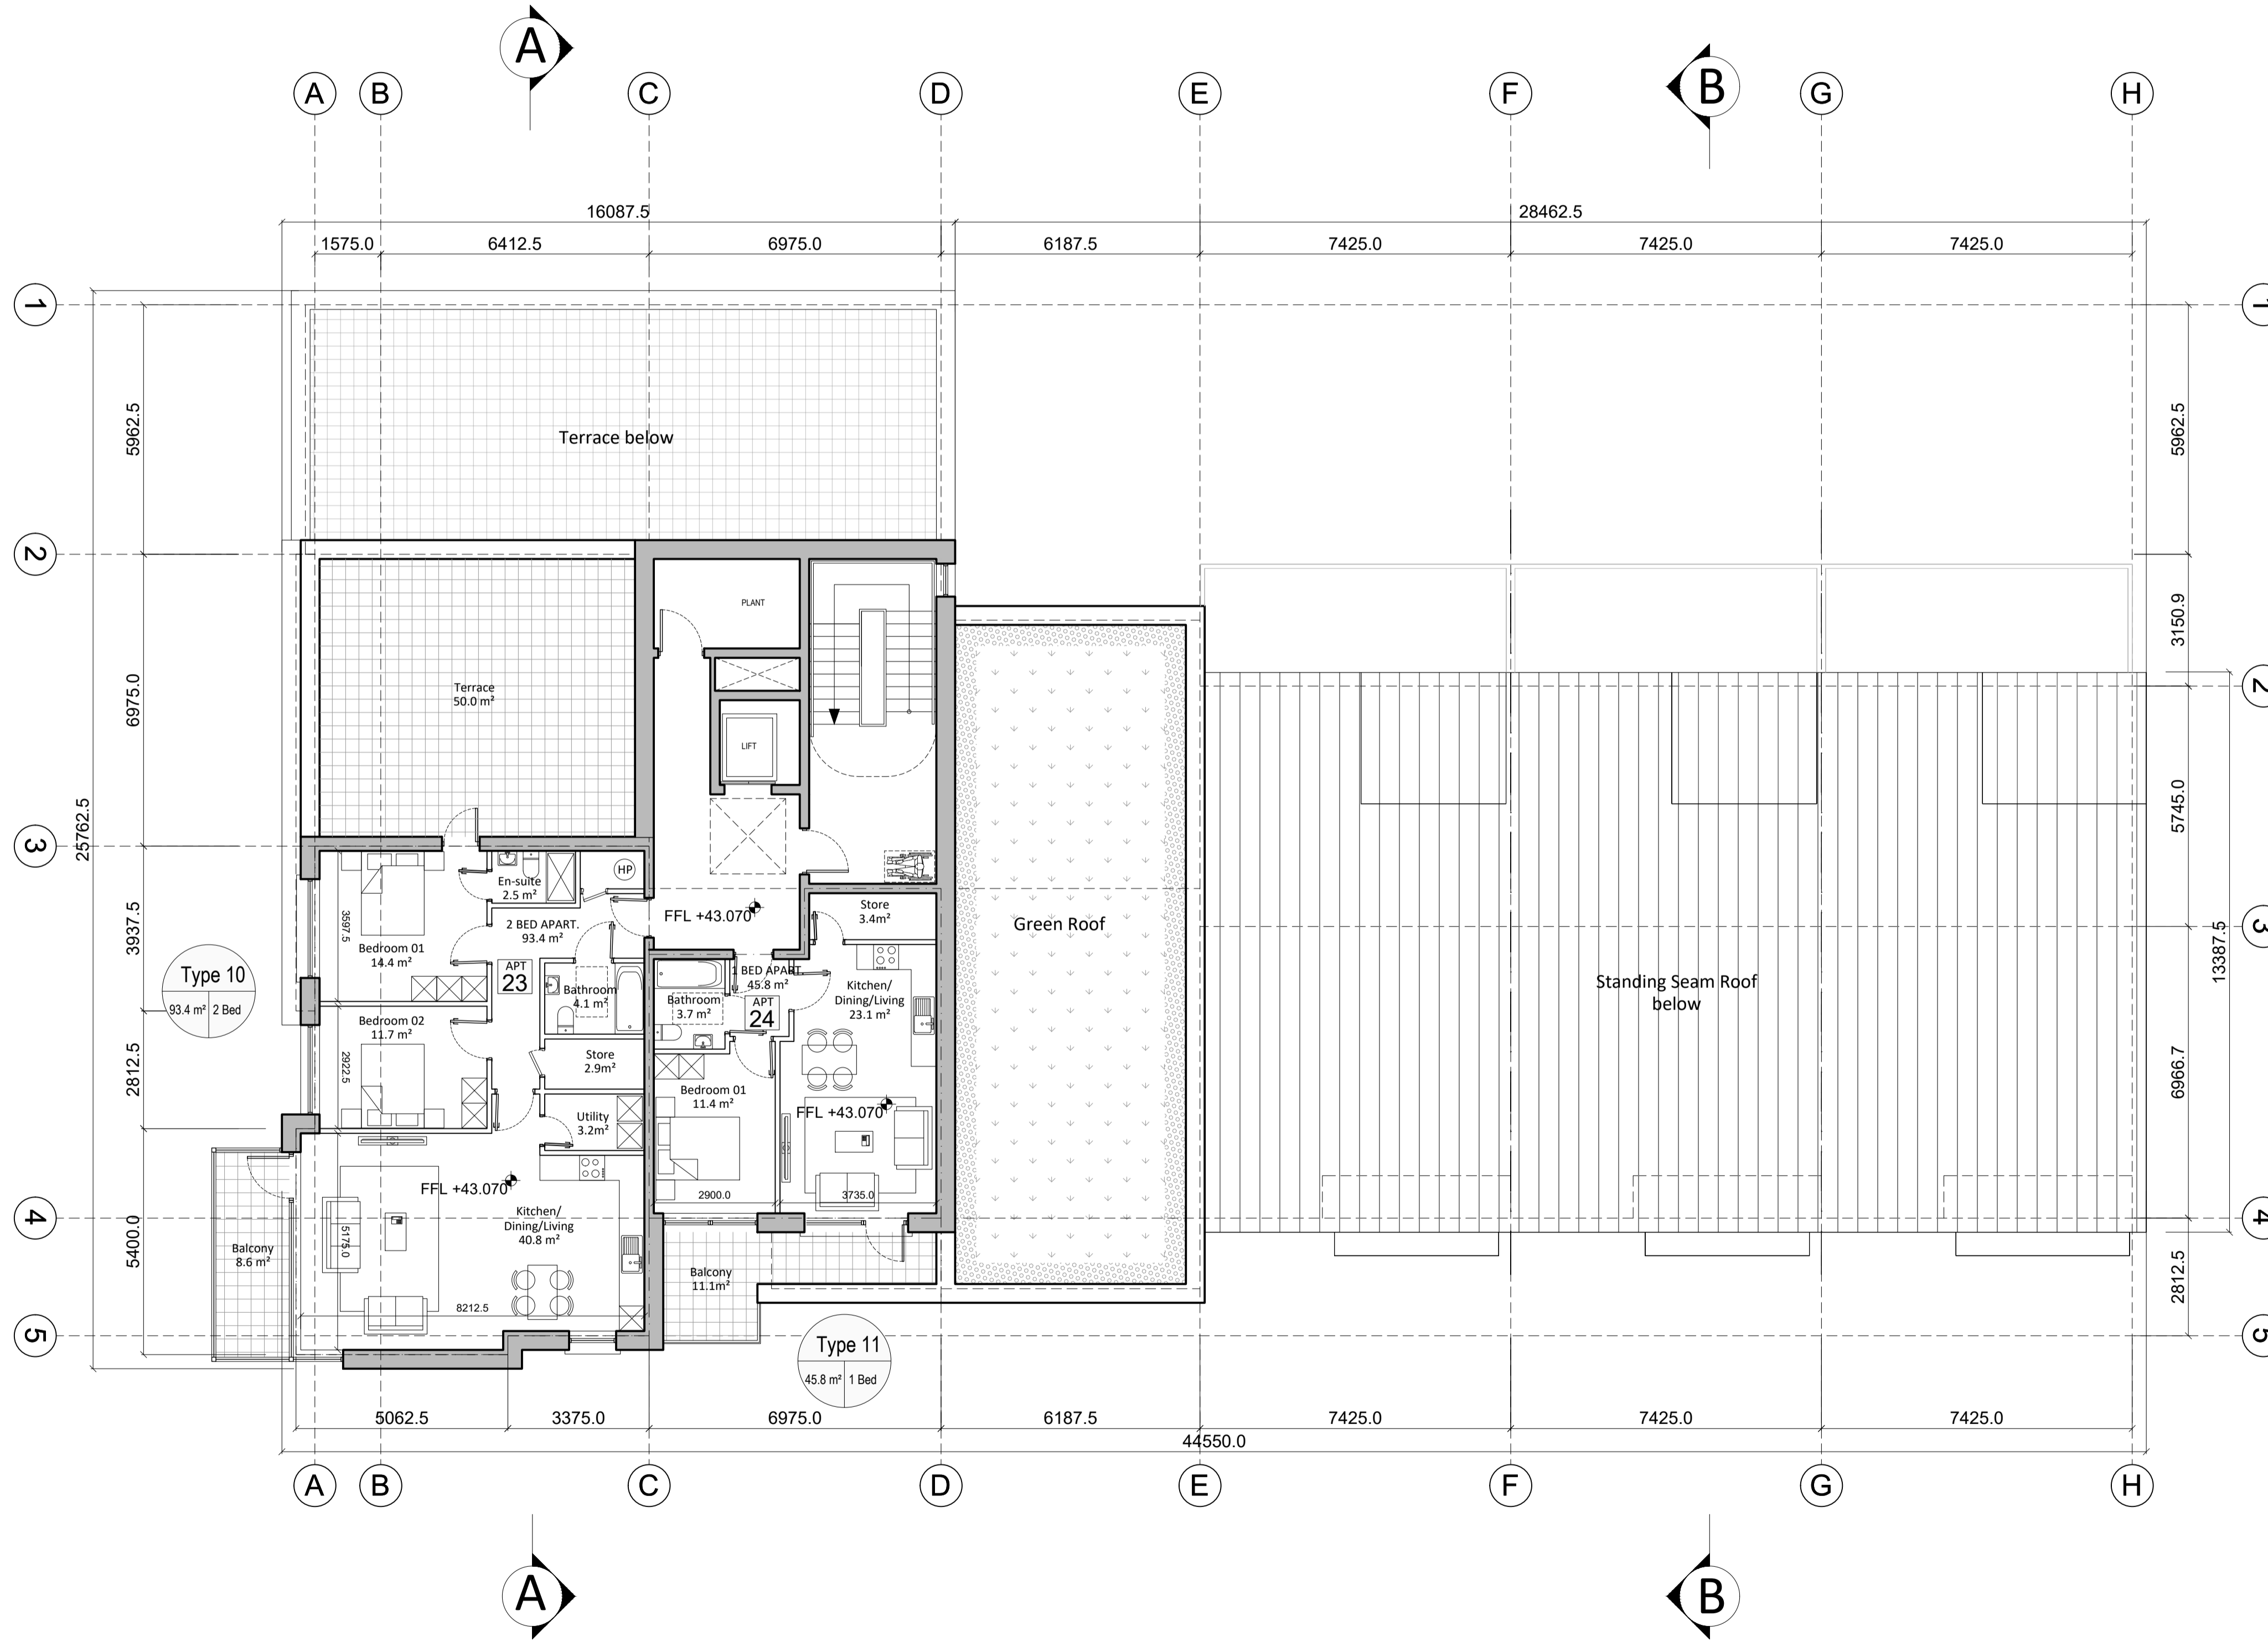 A
B
A
B
C
D
E
F
G
H
16087.5
28462.5
1575.0
6412.5
6975.0
6187.5
7425.0
7425.0
7425.0
1
1
5962.5
5962.5
Terrace below
2
PLANT
3150.9
Terrace
50.0 m²
6975.0
2
LIFT
5745.0
25762.5
3
HP
En-suite
2.5 m²
3597.5
3937.5
Bedroom 01
14.4 m²
2 BED APART.
93.4 m²
FFL +43.070
Store
3.4m²
Green Roof
3
13387.5
Type 10
93.4 m²
2 Bed
APT
23
Bathroom
4.1 m²
1 BED APART.
45.8 m²
Bathroom
3.7 m²
APT
24
Kitchen/
Dining/Living
23.1 m²
Standing Seam Roof
below
Bedroom 02
11.7 m²
2922.5
2812.5
Store
2.9m²
Bedroom 01
11.4 m²
FFL +43.070
6966.7
Utility
3.2m²
FFL +43.070
2900.0
3735.0
4
4
Kitchen/
Dining/Living
40.8 m²
5175.0
5400.0
Balcony
8.6 m²
Balcony
11.1m²
2812.5
8212.5
5
5
Type 11
45.8 m²
1 Bed
5062.5
3375.0
6975.0
6187.5
7425.0
7425.0
7425.0
44550.0
A
B
C
D
E
F
G
H
A
B